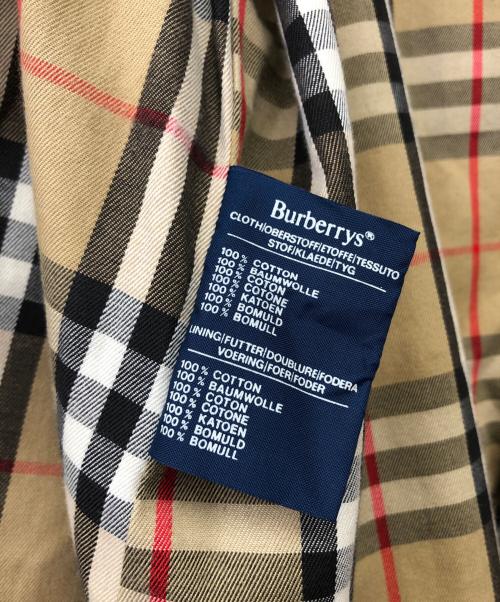 Burberrys®
CLOTH/OBERSTOFF/ETOFFE/TESSUTO
STOF/KLAEDE/TYG
100% COTTON
100% BAUMWOLLE
100% COTON
100% COTONE
100% KATOEN
100% BOMULD
100% BOMULL
LINING/FUTTER/DOUBLURE/FODERA
VOERING/FOER/FODER
100% COTTON
100% BAUMWOLLE
100% COTON
100% COTONE
100% KATOEN
100% BOMULD
100% BOMULL